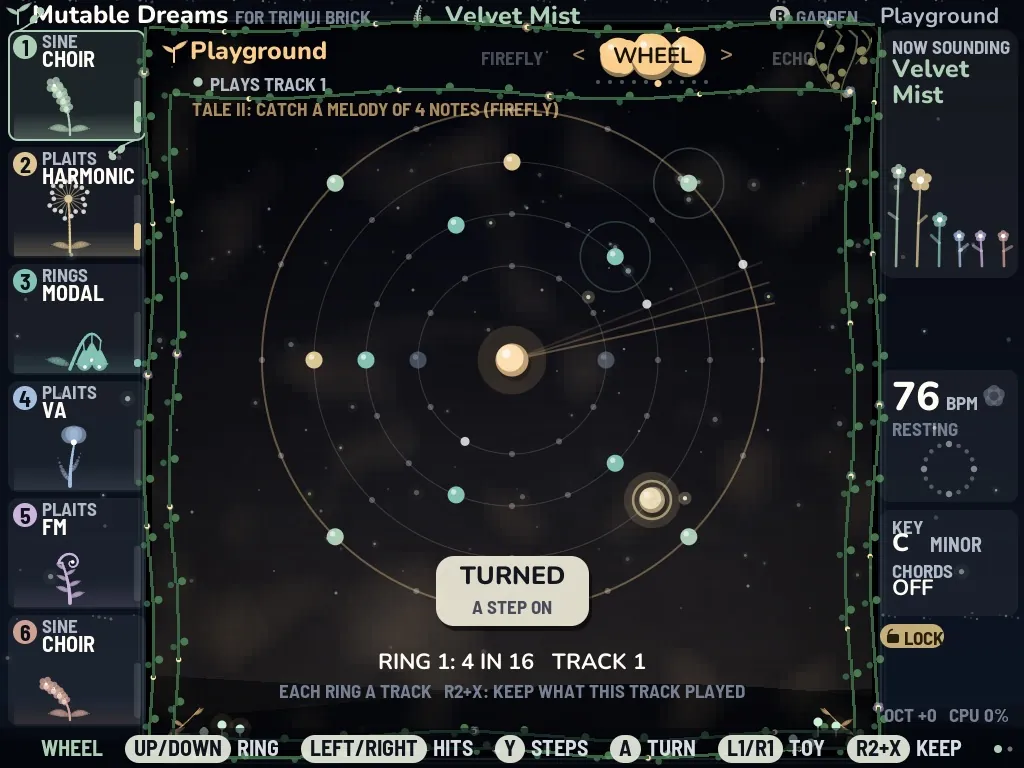 Mutable Dreams FOR TRIMUI BRICK
Velvet Mist
B GARDEN
Playground
1 SINE
CHOIR
2 PLAITS
HARMONIC
3 RINGS
MODAL
4 PLAITS
VA
5 PLAITS
FM
6 SINE
CHOIR
Playground
PLAYS TRACK 1
FIREFLY < WHEEL > ECHO
TALE II: CATCH A MELODY OF 4 NOTES (FIREFLY)
TURNED
A STEP ON
RING 1: 4 IN 16 TRACK 1
EACH RING A TRACK R2+X: KEEP WHAT THIS TRACK PLAYED
NOW SOUNDING
Velvet
Mist
76 BPM
RESTING
KEY
C MINOR
CHORDS
OFF
LOCK
OCT +0 CPU 0%
WHEEL UP/DOWN RING LEFT/RIGHT HITS Y STEPS A TURN L1/R1 TOY R2+X KEEP